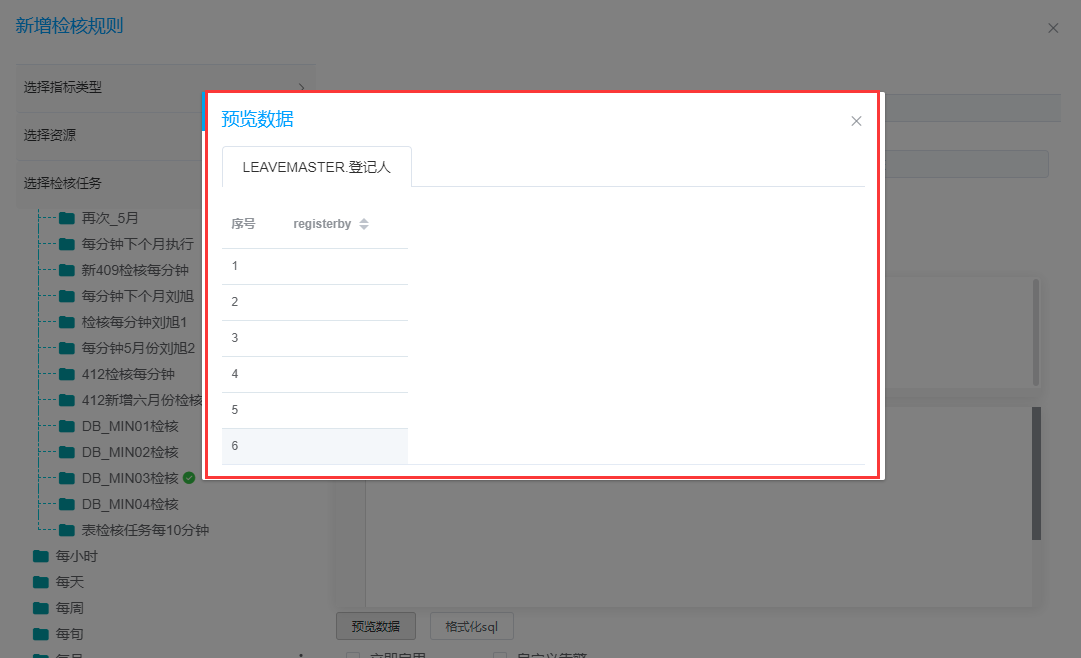 新增检核规则
选择指标类型
选择资源
选择检核任务
再次_5月
每分钟下个月执行
新409检核每分钟
每分钟下个月刘旭
检核每分钟刘旭1
每分钟5月份刘旭2
412检核每分钟
412新增六月份检核
DB_MIN01检核
DB_MIN02检核
DB_MIN03检核
DB_MIN04检核
表检核任务每10分钟
每小时
每天
每周
每旬
预览数据
LEAVEMASTER.登记人
序号 registerby
1
2
3
4
5
6
预览数据 格式化sql